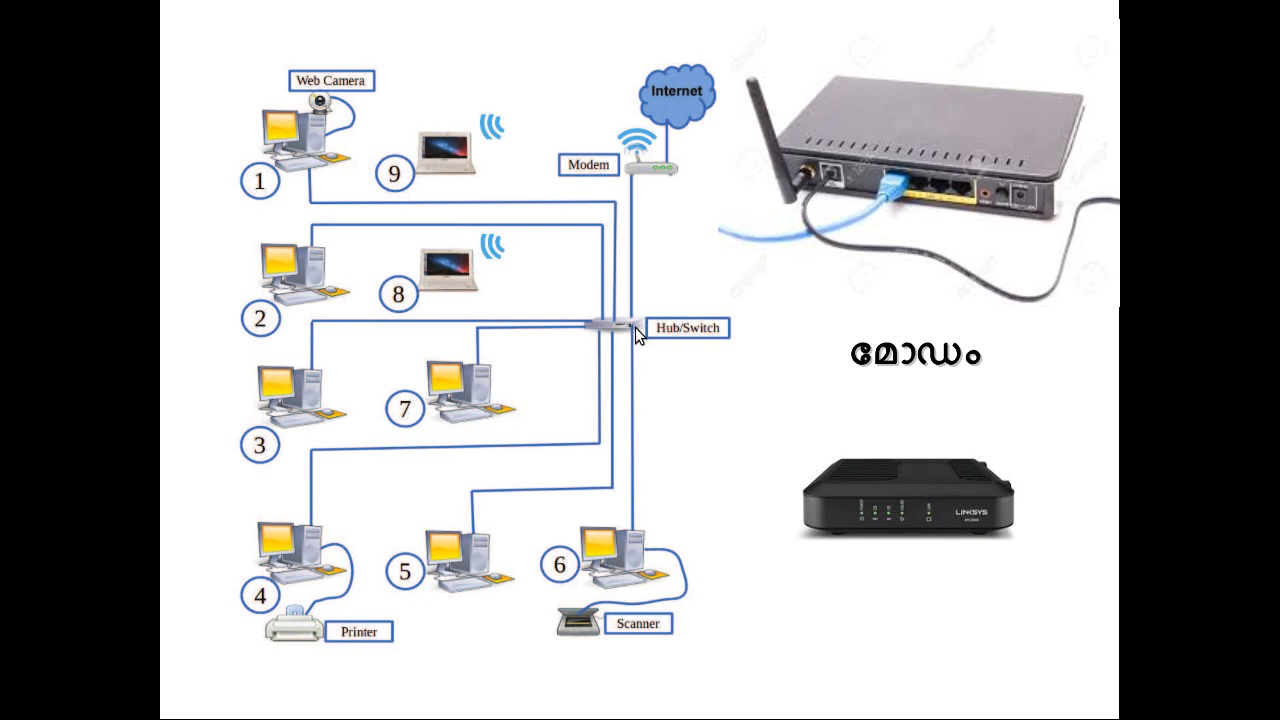 Web Camera
Internet
Modem
1
9
2
8
Hub/Switch
3
7
മോഡം
LINKSYS
4
5
6
Printer
Scanner